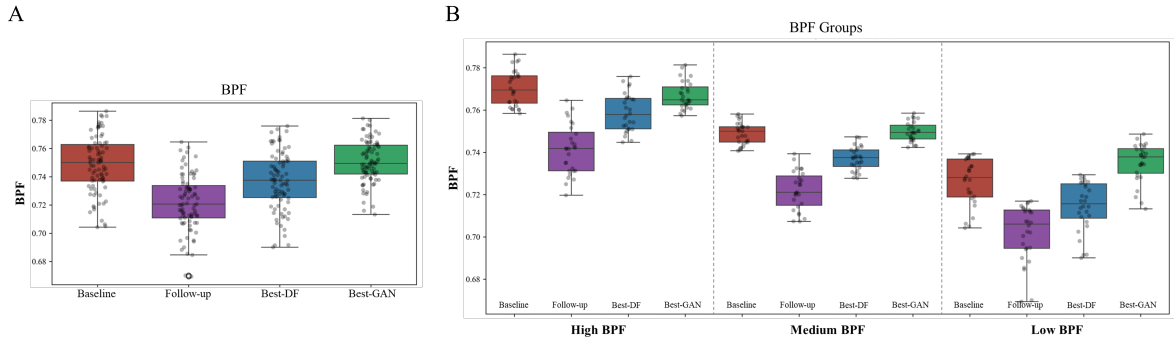 A
BPF
BPF
0.78
0.76
0.74
0.72
0.70
0.68
Baseline Follow-up Best-DF Best-GAN
B
BPF Groups
BPF
0.78
0.76
0.74
0.72
0.70
0.68
Baseline Follow-up Best-DF Best-GAN Baseline Follow-up Best-DF Best-GAN Baseline Follow-up Best-DF Best-GAN
High BPF Medium BPF Low BPF